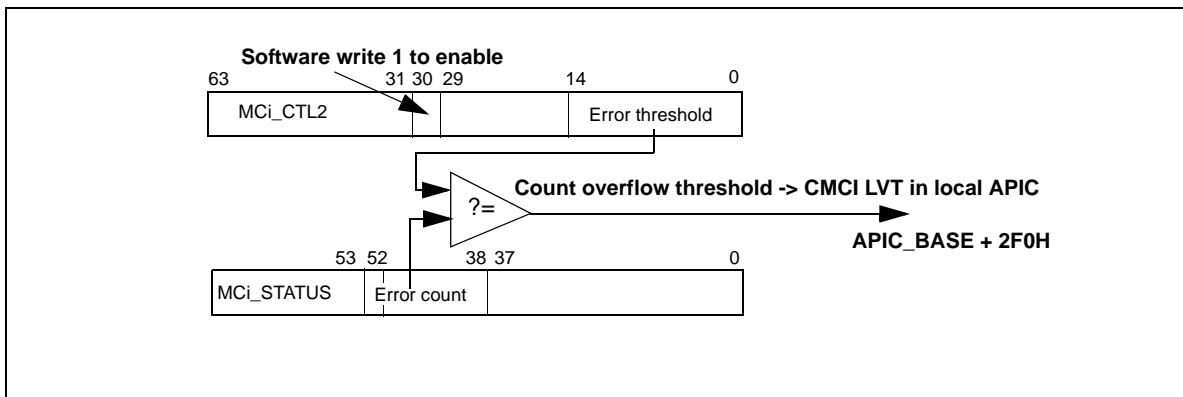 Software write 1 to enable
63 31 30 29 14 0
MCi_CTL2 Error threshold
?=
Count overflow threshold -> CMCI LVT in local APIC
APIC_BASE + 2F0H
53 52 38 37 0
MCi_STATUS Error count